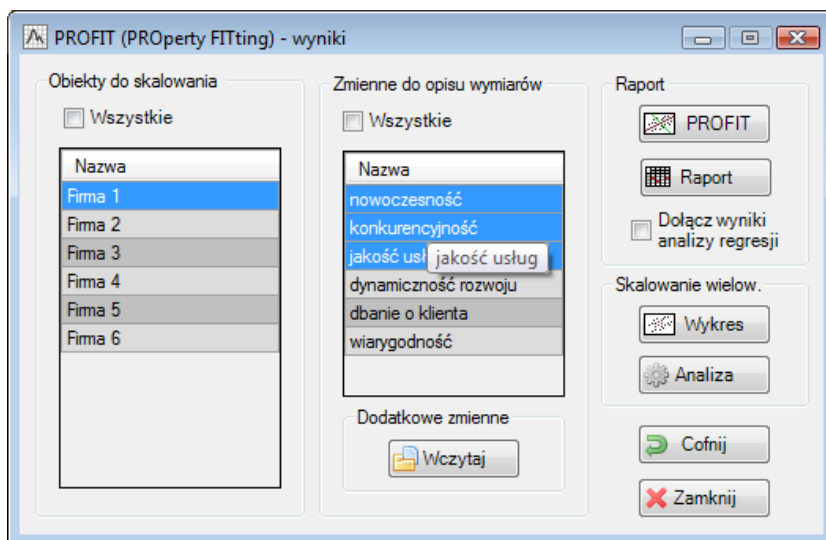 PROFIT (PROperty FITting) - wyniki
Obiekty do skalowania
Wszystkie
Nazwa
Firma 1
Firma 2
Firma 3
Firma 4
Firma 5
Firma 6
Zmienne do opisu wymiarów
Wszystkie
Nazwa
nowoczesność
konkurencyjność
jakość usł
jakość usług
dynamiczność rozwoju
dbanie o klienta
wiarygodność
Dodatkowe zmienne
Wczytaj
Raport
PROFIT
Raport
Dołącz wyniki
analizy regresji
Skalowanie wielow.
Wykres
Analiza
Cofnij
Zamknij